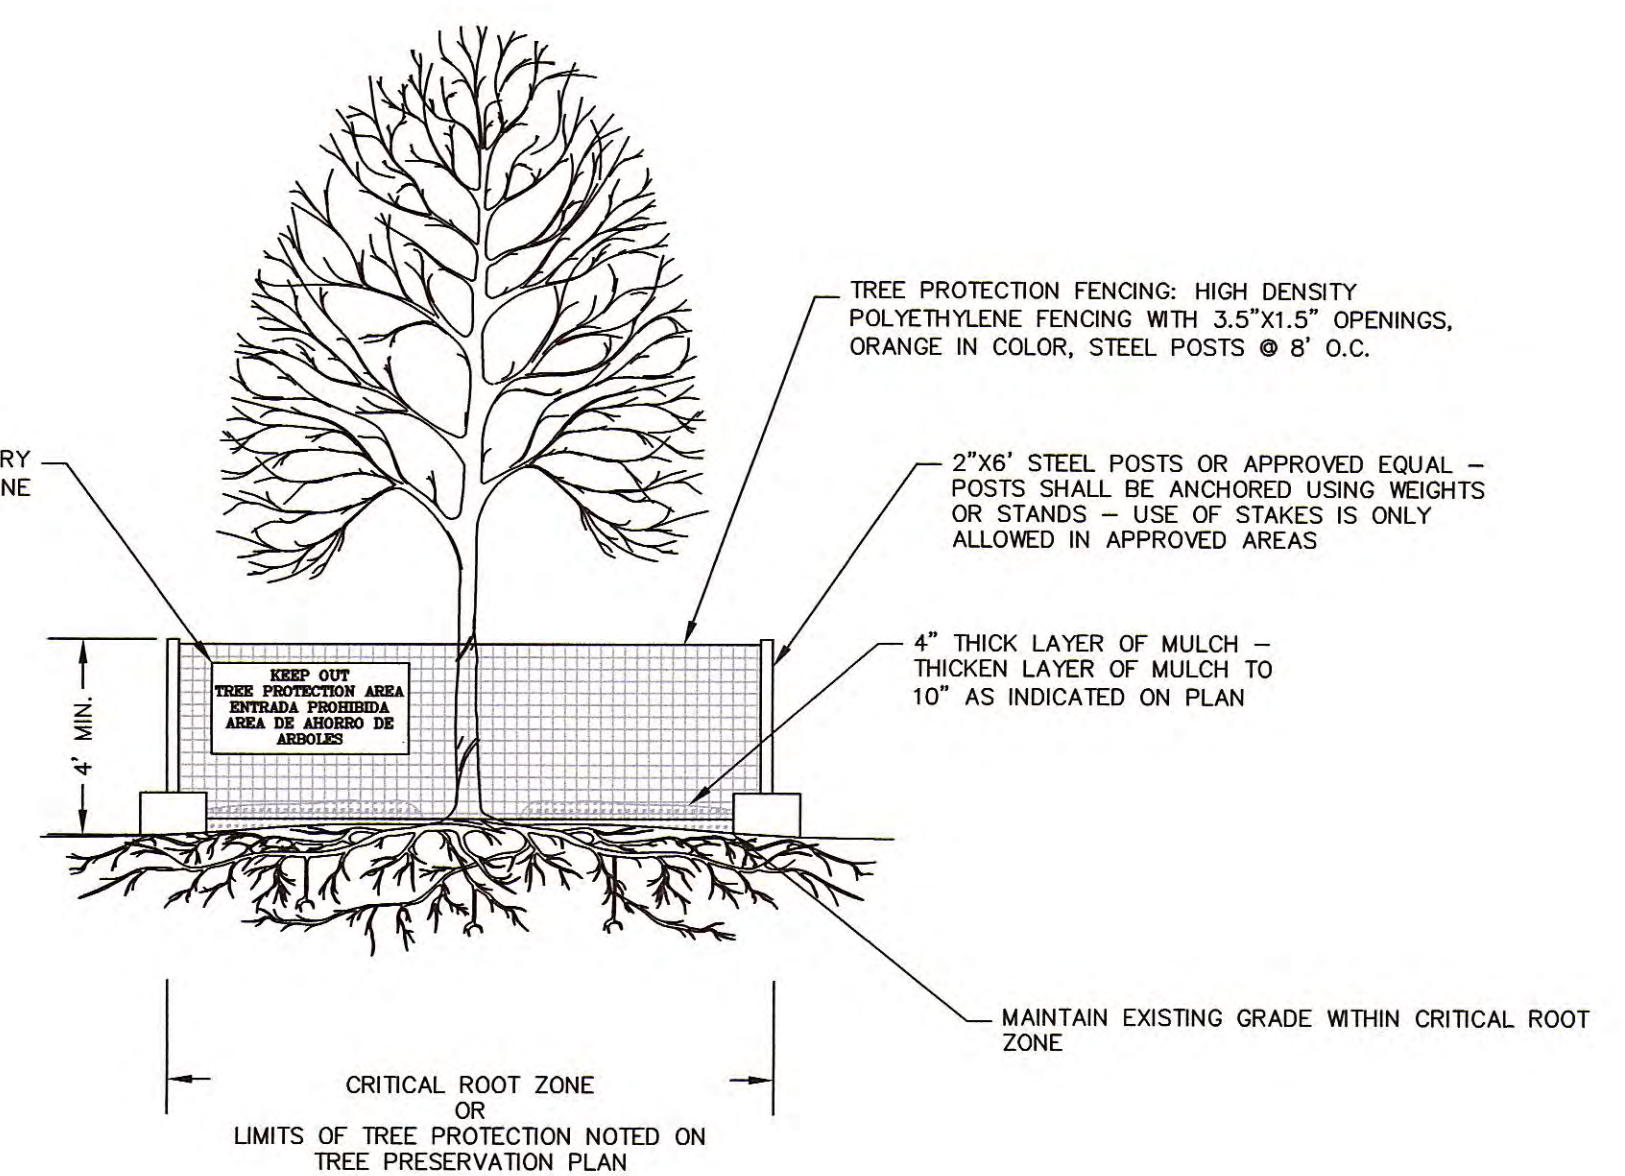 TREE PROTECTION FENCING: HIGH DENSITY
POLYETHYLENE FENCING WITH 3.5"X1.5" OPENINGS,
ORANGE IN COLOR, STEEL POSTS @ 8' O.C.
RY
NE
2"X6' STEEL POSTS OR APPROVED EQUAL –
POSTS SHALL BE ANCHORED USING WEIGHTS
OR STANDS – USE OF STAKES IS ONLY
ALLOWED IN APPROVED AREAS
4" THICK LAYER OF MULCH –
THICKEN LAYER OF MULCH TO
10" AS INDICATED ON PLAN
KEEP OUT
TREE PROTECTION AREA
ENTRADA PROHIBIDA
AREA DE AHORRO DE
ARBOLES
4' MIN.
MAINTAIN EXISTING GRADE WITHIN CRITICAL ROOT
ZONE
CRITICAL ROOT ZONE
OR
LIMITS OF TREE PROTECTION NOTED ON
TREE PRESERVATION PLAN